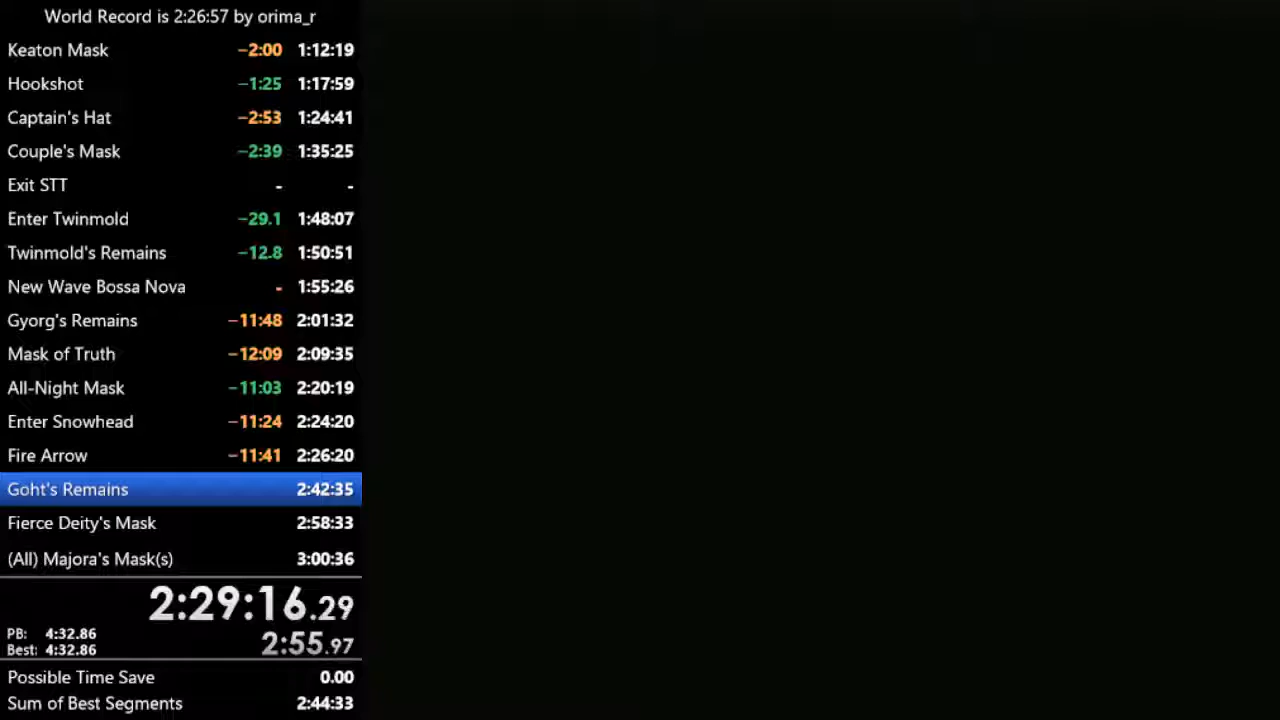 World Record is 2:26:57 by orima_r
Keaton Mask −2:00 1:12:19
Hookshot −1:25 1:17:59
Captain's Hat −2:53 1:24:41
Couple's Mask −2:39 1:35:25
Exit STT - -
Enter Twinmold −29.1 1:48:07
Twinmold's Remains −12.8 1:50:51
New Wave Bossa Nova - 1:55:26
Gyorg's Remains −11:48 2:01:32
Mask of Truth −12:09 2:09:35
All-Night Mask −11:03 2:20:19
Enter Snowhead −11:24 2:24:20
Fire Arrow −11:41 2:26:20
Goht's Remains 2:42:35
Fierce Deity's Mask 2:58:33
(All) Majora's Mask(s) 3:00:36
2:29:16.29
PB: 4:32.86
Best: 4:32.86 2:55.97
Possible Time Save 0.00
Sum of Best Segments 2:44:33